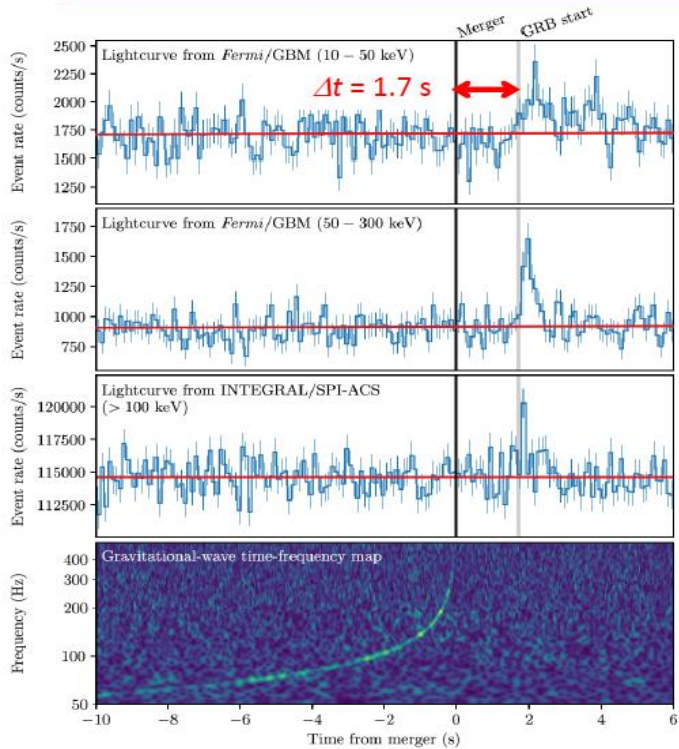 Merger
GRB start
Lightcurve from Fermi/GBM (10 − 50 keV)
Δt = 1.7 s
Event rate (counts/s)
2500
2250
2000
1750
1500
1250
Lightcurve from Fermi/GBM (50 − 300 keV)
Event rate (counts/s)
1750
1500
1250
1000
750
Lightcurve from INTEGRAL/SPI-ACS
(> 100 keV)
Event rate (counts/s)
120000
117500
115000
112500
Gravitational-wave time-frequency map
Frequency (Hz)
400
300
200
100
50
−10 −8 −6 −4 −2 0 2 4 6
Time from merger (s)